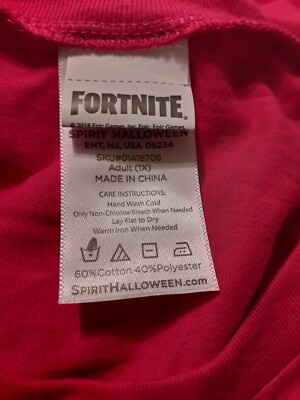 FORTNITE®
© 2018 Epic Games, Inc. Epic, Epic Games,
SPIRIT HALLOWEEN
EHT, NJ, USA 08234
SKU#01418706
Adult (1X)
MADE IN CHINA
CARE INSTRUCTIONS:
Hand Wash Cold
Only Non-Chlorine Bleach When Needed
Lay Flat to Dry
Warm Iron When Needed
60%Cotton 40%Polyester
SPIRITHALLOWEEN.com